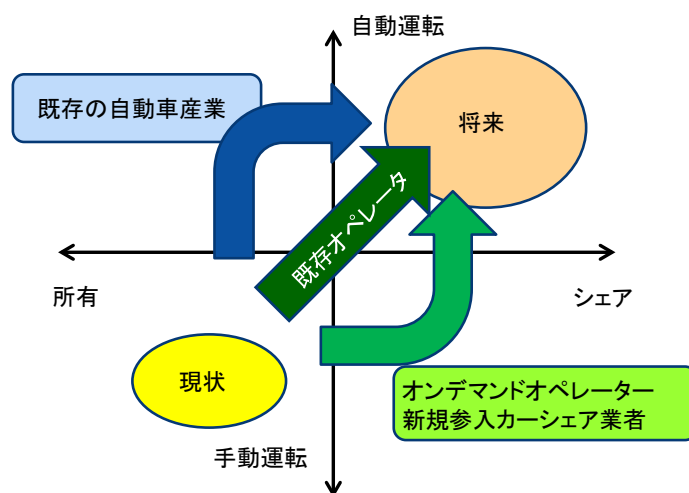 自動運転
既存の自動車産業
将来
既存オペレータ
所有
シェア
現状
オンデマンドオペレーター
新規参入カーシェア業者
手動運転